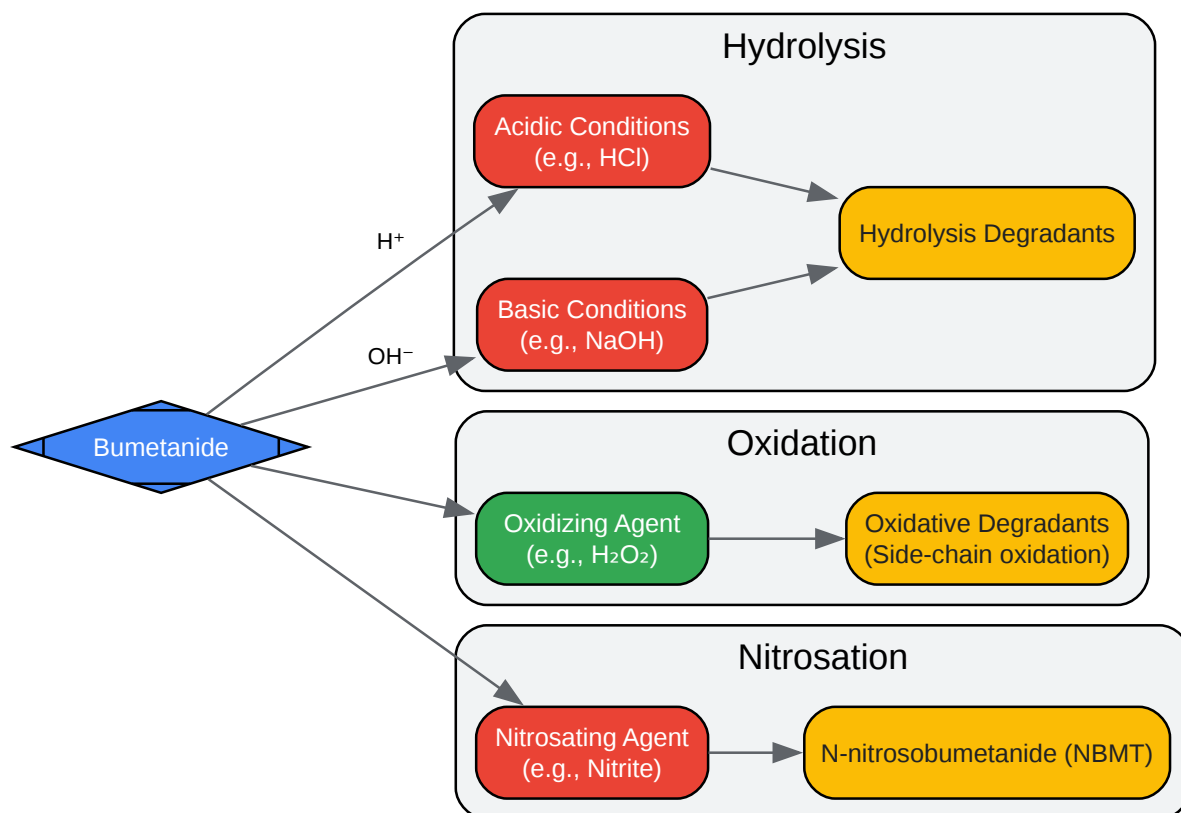 Hydrolysis
Acidic Conditions
(e.g., HCl)
H⁺
Hydrolysis Degradants
Basic Conditions
(e.g., NaOH)
OH⁻
Bumetanide
Oxidation
Oxidizing Agent
(e.g., H₂O₂)
Oxidative Degradants
(Side-chain oxidation)
Nitrosation
Nitrosating Agent
(e.g., Nitrite)
N-nitrosobumetanide (NBMT)